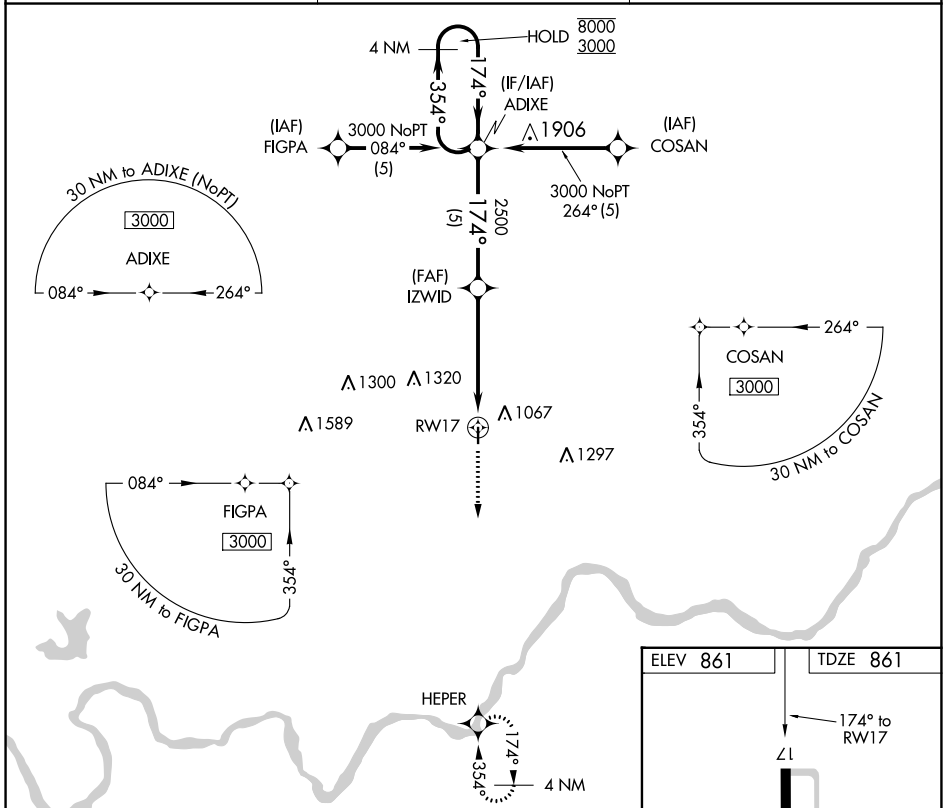 8000
HOLD
3000
4 NM
174°
354°
(IF/IAF)
ADIXE
(IAF)
FIGPA
3000 NoPT
084°
(5)
1906
(IAF)
COSAN
3000 NoPT
264° (5)
30 NM to ADIXE (NoPT)
3000
ADIXE
084°
264°
2500
174°
(5)
(FAF)
IZWID
264°
COSAN
3000
354°
30 NM to COSAN
1300
1320
1589
1067
RW17
1297
084°
FIGPA
3000
354°
30 NM to FIGPA
ELEV 861
TDZE 861
174° to
RW17
17
HEPER
174°
354°
4 NM